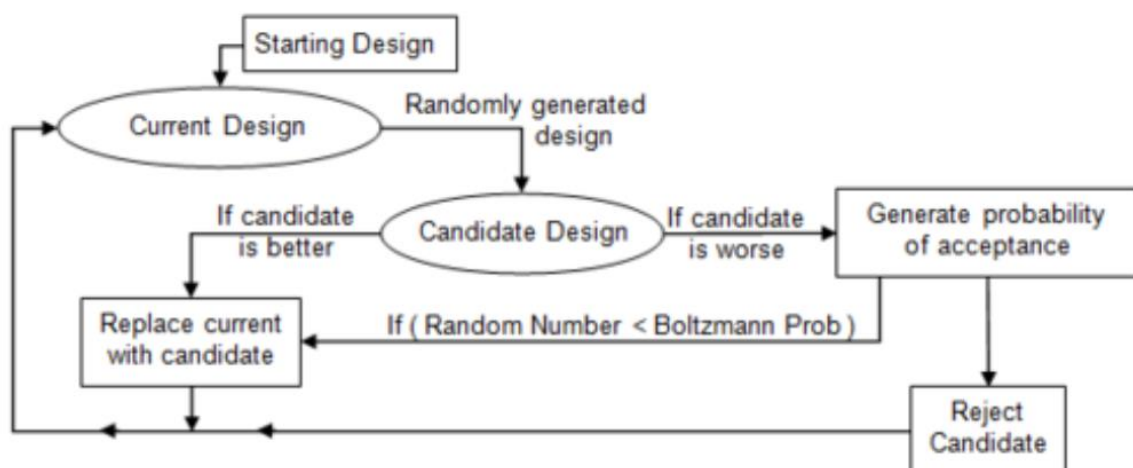 Starting Design
Current Design
Randomly generated
design
If candidate
is better
Candidate Design
If candidate
is worse
Generate probability
of acceptance
Replace current
with candidate
If ( Random Number < Boltzmann Prob )
Reject
Candidate